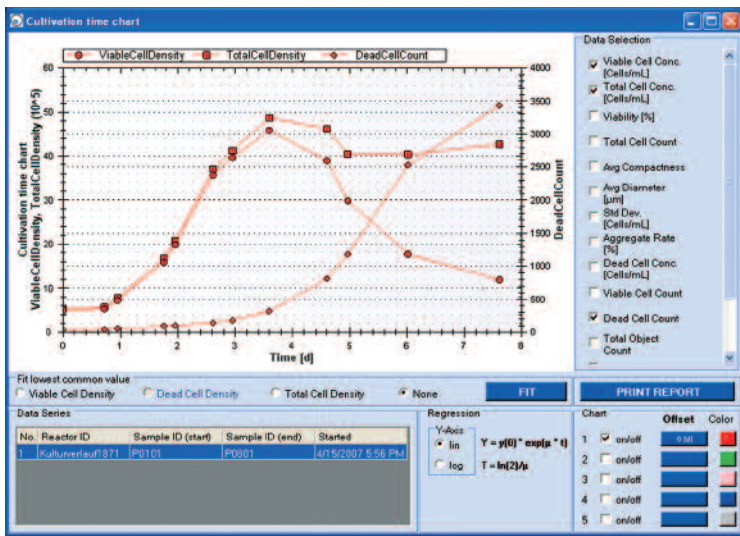 Cultivation time chart
ViableCellDensity TotalCellDensity DeadCellCount
60
50
40
30
20
10
0
4000
3500
3000
2500
2000
1500
1000
500
0
Cultivation time chart
ViableCellDensity, TotalCellDensity (10^5)
DeadCellCount
0 1 2 3 4 5 6 7 8
Time [d]
Data Selection
Viable Cell Conc.
[Cells/mL]
Total Cell Conc.
[Cells/mL]
Viability [%]
Total Cell Count
Avg Compactness
Avg Diameter
[µm]
Std Dev.
[Cells/mL]
Aggregate Rate
[%]
Dead Cell Conc.
[Cells/mL]
Viable Cell Count
Dead Cell Count
Total Object
Count
Fit lowest common value
Viable Cell Density Dead Cell Density Total Cell Density None
FIT
PRINT REPORT
Data Series
No. Reactor ID Sample ID (start) Sample ID (end) Started
1 Kulturverlauf1871 P0101 P0801 4/15/2007 5:56 PM
Regression
Y-Axis
lin
log
Y = y(0) * exp(µ * t)
T = ln(2)/µ
Chart Offset Color
1 on/off
2 on/off
3 on/off
4 on/off
5 on/off